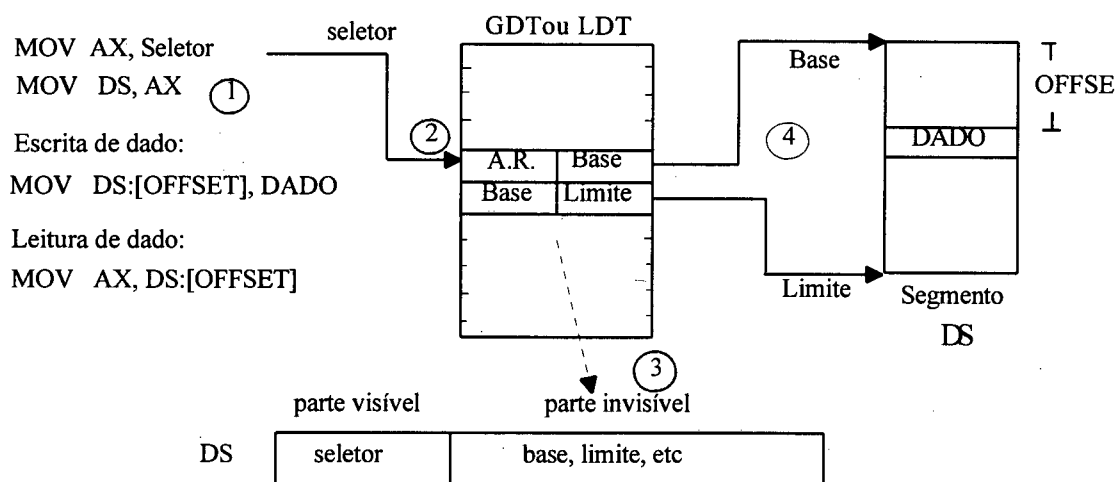 MOV AX, Seletor
MOV DS, AX
1
Escrita de dado:
MOV DS:[OFFSET], DADO
Leitura de dado:
MOV AX, DS:[OFFSET]
seletor
2
GDTou LDT
A.R. Base
Base Limite
3
4
Base
Limite
OFFSE
DADO
Segmento
DS
parte visível parte invisível
DS seletor base, limite, etc